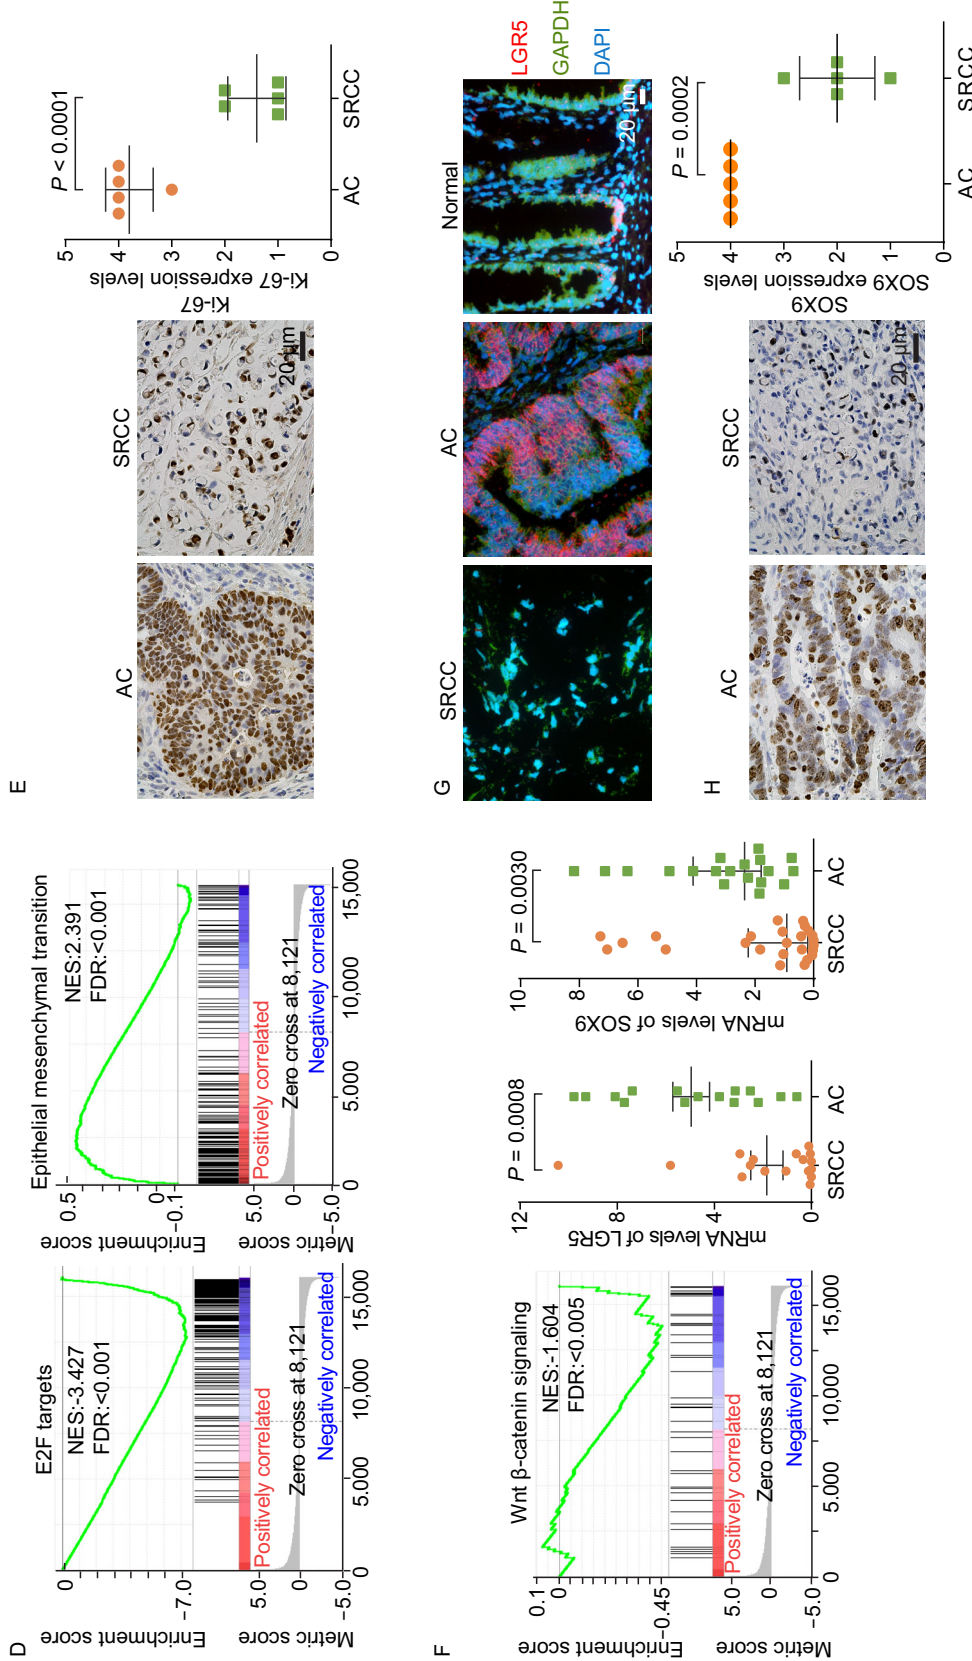 D
E2F targets
NES:-3.427
FDR:<0.001
0
-7.0
Enrichment score
Positively correlated
Zero cross at 8,121
Negatively correlated
5.0
0
-5.0
Metric score
0
5.000
10,000
15,000
Epithelial mesenchymal transition
NES:2.391
FDR:<0.001
0.5
0
-0.1
Enrichment score
Positively correlated
Zero cross at 8,121
Negatively correlated
5.0
0
-5.0
Metric score
0
5.000
10,000
15,000
E
AC
SRCC
20 µm
Ki-67
Ki-67 expression levels
5
4
3
2
1
0
P < 0.0001
AC
SRCC
F
Wnt β-catenin signaling
NES:-1.604
FDR:<0.005
0.1
0
-0.45
Enrichment score
Positively correlated
Zero cross at 8,121
Negatively correlated
5.0
0
-5.0
Metric score
0
5.000
10,000
15,000
P = 0.0008
mRNA levels of LGR5
12
8
4
0
SRCC
AC
P = 0.0030
mRNA levels of SOX9
10
8
6
4
2
0
SRCC
AC
G
SRCC
AC
Normal
20 µm
LGR5
GAPDH
DAPI
H
AC
SRCC
20 µm
SOX9
SOX9 expression levels
5
4
3
2
1
0
P = 0.0002
AC
SRCC